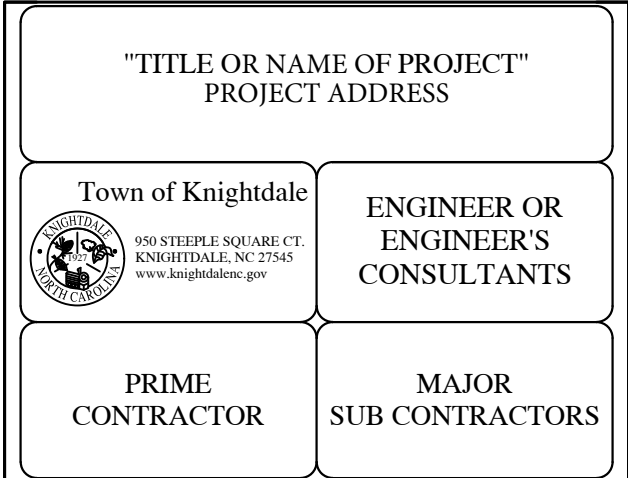 "TITLE OR NAME OF PROJECT"
PROJECT ADDRESS
Town of Knightdale
KNIGHTDALE
1927
NORTH CAROLINA
950 STEEPLE SQUARE CT.
KNIGHTDALE, NC 27545
www.knightdalenc.gov
ENGINEER OR
ENGINEER'S
CONSULTANTS
PRIME
CONTRACTOR
MAJOR
SUB CONTRACTORS